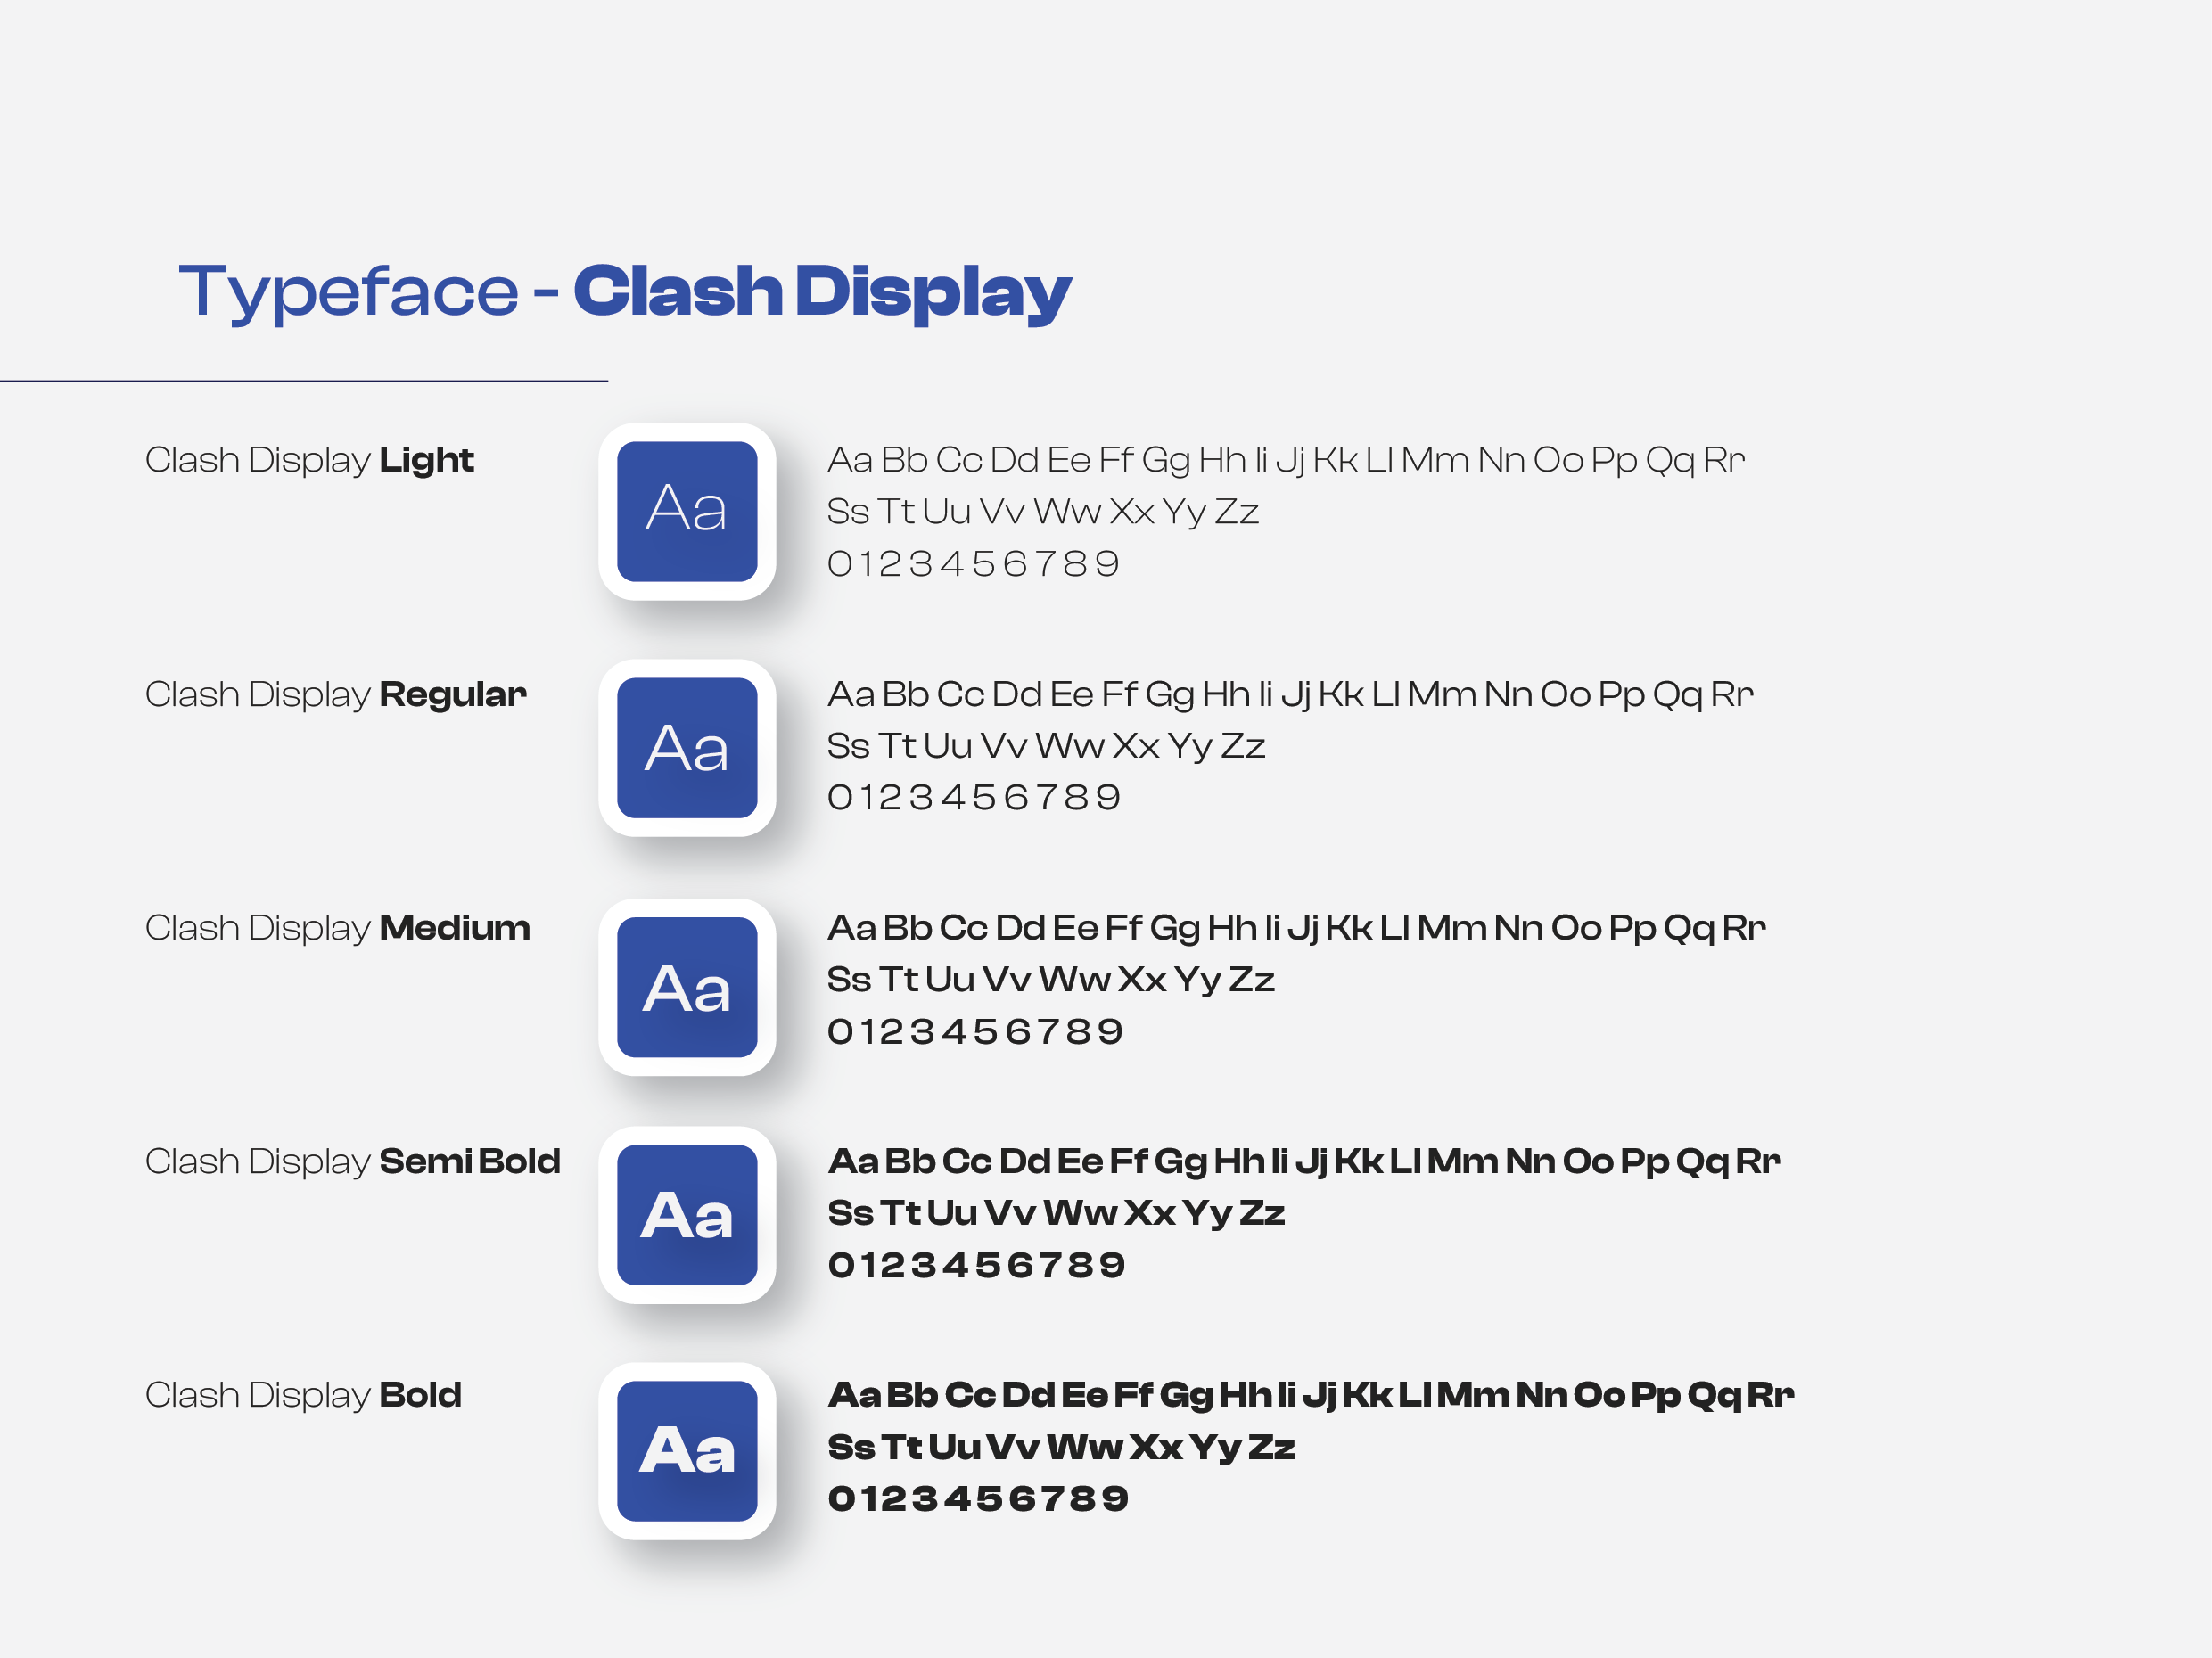 Typeface - Clash Display
Clash Display Light
Aa
Aa Bb Cc Dd Ee Ff Gg Hh Ii Jj Kk Ll Mm Nn Oo Pp Qq Rr
Ss Tt Uu Vv Ww Xx Yy Zz
0 1 2 3 4 5 6 7 8 9
Clash Display Regular
Aa
Aa Bb Cc Dd Ee Ff Gg Hh Ii Jj Kk Ll Mm Nn Oo Pp Qq Rr
Ss Tt Uu Vv Ww Xx Yy Zz
0 1 2 3 4 5 6 7 8 9
Clash Display Medium
Aa
Aa Bb Cc Dd Ee Ff Gg Hh Ii Jj Kk Ll Mm Nn Oo Pp Qq Rr
Ss Tt Uu Vv Ww Xx Yy Zz
0 1 2 3 4 5 6 7 8 9
Clash Display Semi Bold
Aa
Aa Bb Cc Dd Ee Ff Gg Hh Ii Jj Kk Ll Mm Nn Oo Pp Qq Rr
Ss Tt Uu Vv Ww Xx Yy Zz
0 1 2 3 4 5 6 7 8 9
Clash Display Bold
Aa
Aa Bb Cc Dd Ee Ff Gg Hh Ii Jj Kk Ll Mm Nn Oo Pp Qq Rr
Ss Tt Uu Vv Ww Xx Yy Zz
0 1 2 3 4 5 6 7 8 9